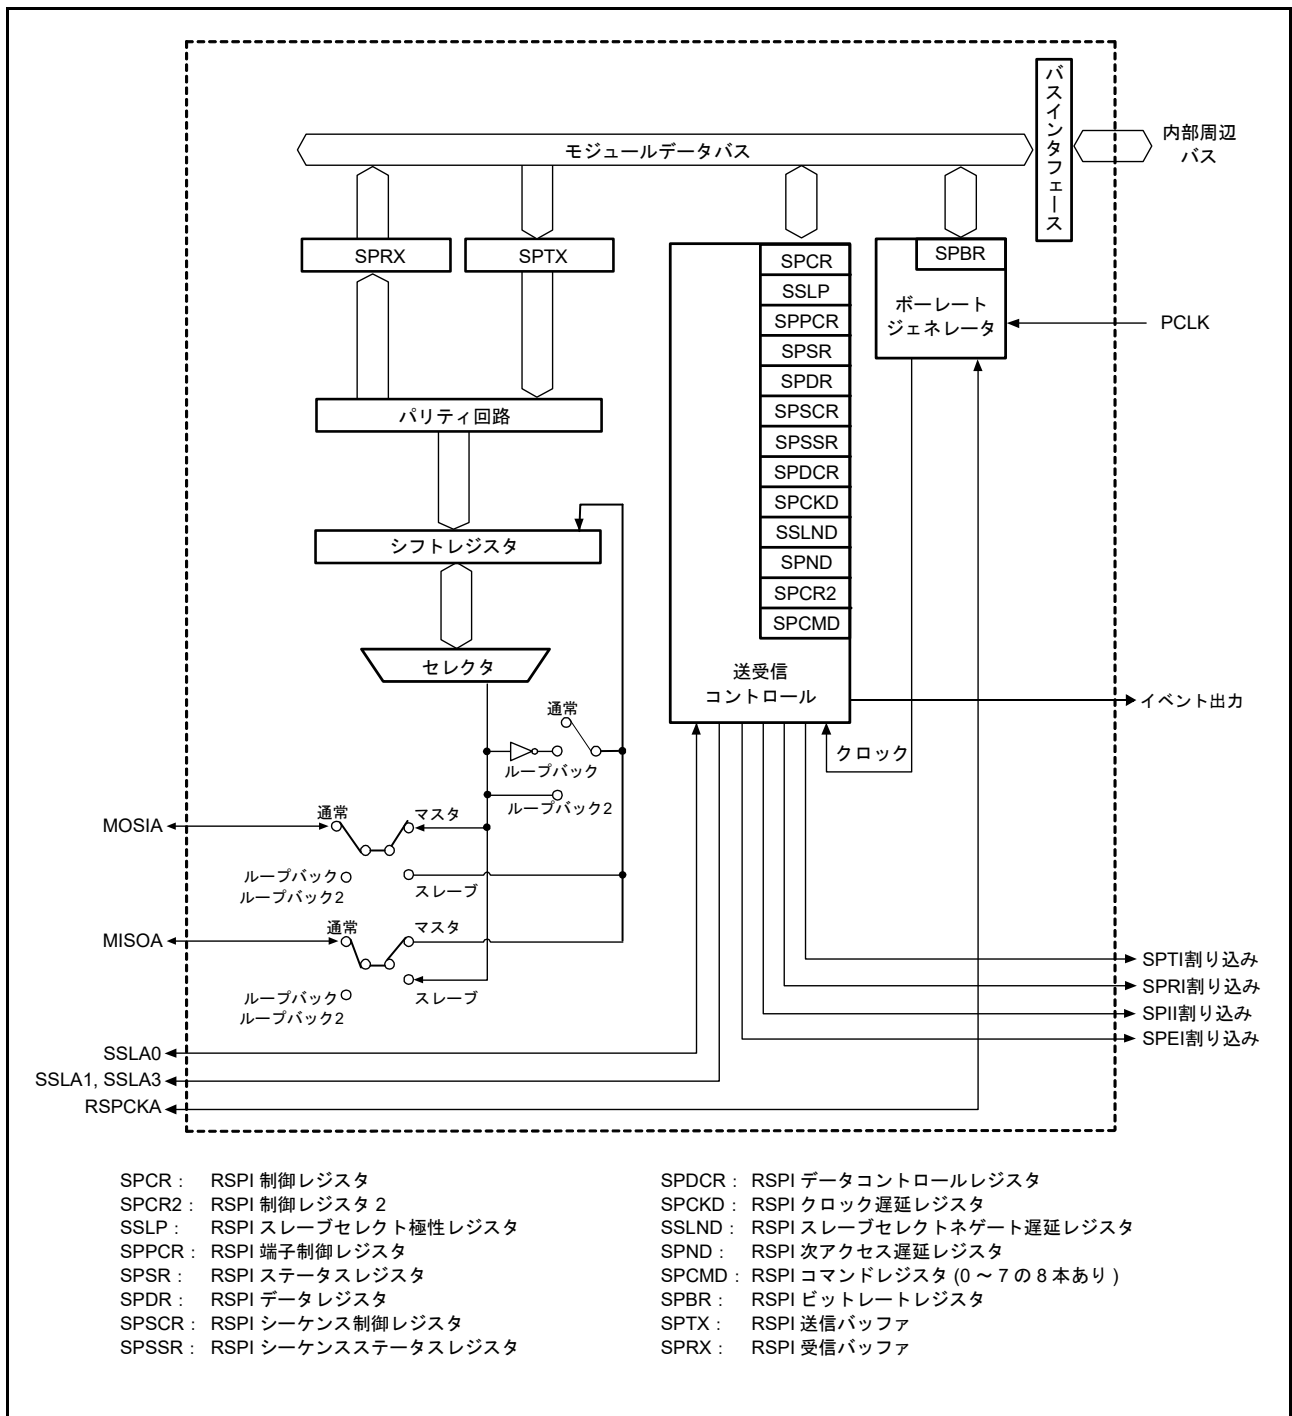 バスインタフェース
内部周辺
バス
モジュールデータバス
SPRX
SPTX
SPCR
SSLP
SPPCR
SPSR
SPDR
SPSCR
SPSSR
SPDCR
SPCKD
SSLND
SPND
SPCR2
SPCMD
送受信
コントロール
SPBR
ボーレート
ジェネレータ
PCLK
パリティ回路
シフトレジスタ
セレクタ
通常
ループバック
ループバック2
クロック
イベント出力
MOSIA
通常
マスタ
ループバック
ループバック2
スレーブ
MISOA
通常
マスタ
ループバック
ループバック2
スレーブ
SPTI割り込み
SPRI割り込み
SPII割り込み
SPEI割り込み
SSLA0
SSLA1, SSLA3
RSPCKA
SPCR : RSPI 制御レジスタ
SPCR2 : RSPI 制御レジスタ 2
SSLP : RSPI スレーブセレクト極性レジスタ
SPPCR : RSPI 端子制御レジスタ
SPSR : RSPI ステータスレジスタ
SPDR : RSPI データレジスタ
SPSCR : RSPI シーケンス制御レジスタ
SPSSR : RSPI シーケンスステータスレジスタ
SPDCR : RSPI データコントロールレジスタ
SPCKD : RSPI クロック遅延レジスタ
SSLND : RSPI スレーブセレクトネゲート遅延レジスタ
SPND : RSPI 次アクセス遅延レジスタ
SPCMD : RSPI コマンドレジスタ (0 ～ 7 の 8 本あり )
SPBR : RSPI ビットレートレジスタ
SPTX : RSPI 送信バッファ
SPRX : RSPI 受信バッファ